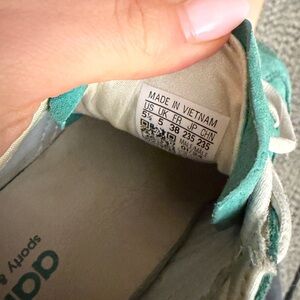 MADE IN VIETNAM
US UK FR JP CHN
5½ 5 38 235 235
adi
sporty &